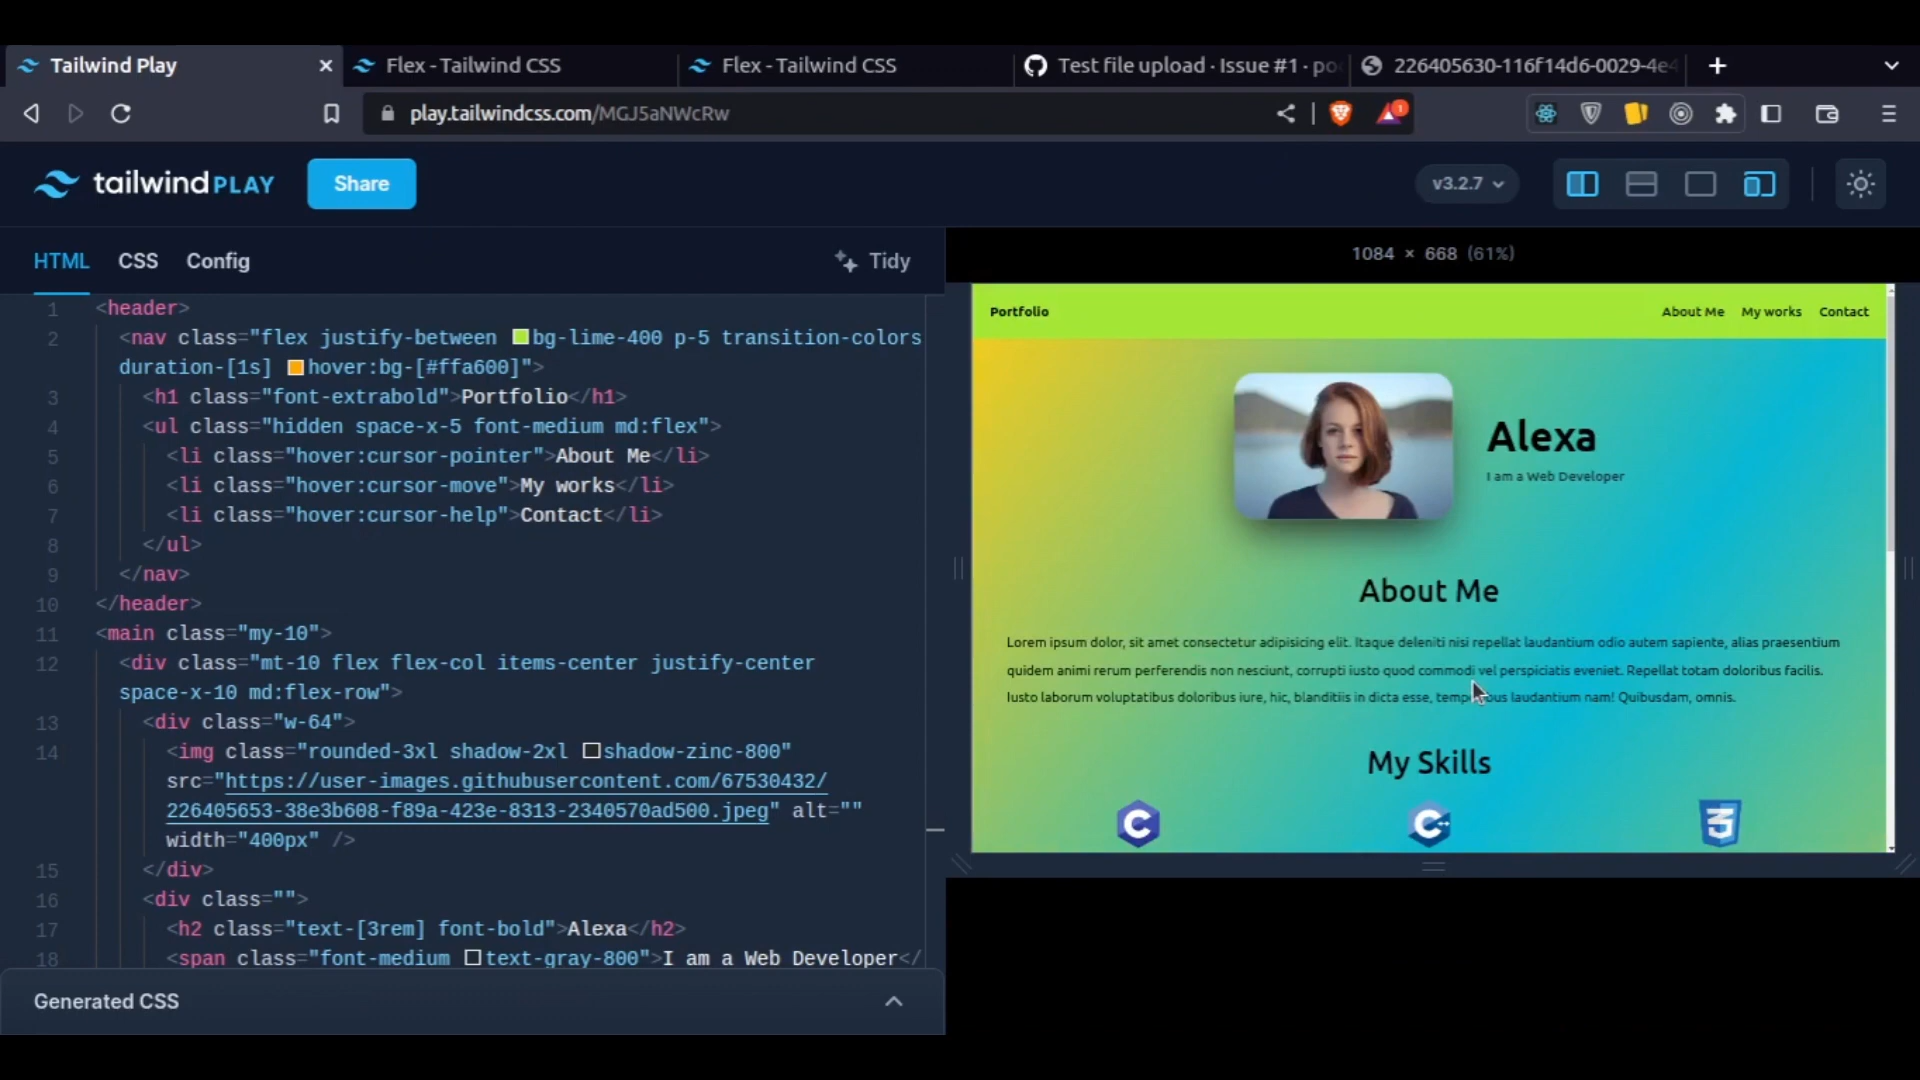 Tailwind Play
Flex - Tailwind CSS
Flex - Tailwind CSS
Test file upload · Issue #1 · po
226405630-116f14d6-0029-4e4
play.tailwindcss.com/MGJ5aNWcRw
1
tailwind PLAY
Share
v3.2.7
HTML
CSS
Config
Tidy
1 <header>
2 <nav class="flex justify-between bg-lime-400 p-5 transition-colors
duration-[1s] hover:bg-[#ffa600]">
3 <h1 class="font-extrabold">Portfolio</h1>
4 <ul class="hidden space-x-5 font-medium md:flex">
5 <li class="hover:cursor-pointer">About Me</li>
6 <li class="hover:cursor-move">My works</li>
7 <li class="hover:cursor-help">Contact</li>
8 </ul>
9 </nav>
10 </header>
11 <main class="my-10">
12 <div class="mt-10 flex flex-col items-center justify-center
space-x-10 md:flex-row">
13 <div class="w-64">
14 <img class="rounded-3xl shadow-2xl shadow-zinc-800"
src="https://user-images.githubusercontent.com/67530432/
226405653-38e3b608-f89a-423e-8313-2340570ad500.jpeg" alt=""
width="400px" />
15 </div>
16 <div class="">
17 <h2 class="text-[3rem] font-bold">Alexa</h2>
18 <span class="font-medium text-gray-800">I am a Web Developer</
Generated CSS
1084 × 668 (61%)
Portfolio
About Me
My works
Contact
Alexa
I am a Web Developer
About Me
Lorem ipsum dolor, sit amet consectetur adipisicing elit. Itaque deleniti nisi repellat laudantium odio autem sapiente, alias praesentium
quidem animi rerum perferendis non nesciunt, corrupti iusto quod commodi vel perspiciatis eveniet. Repellat totam doloribus facilis.
Iusto laborum voluptatibus doloribus iure, hic, blanditiis in dicta esse, laudantium nam! Quibusdam, omnis.
My Skills
C
C++
3